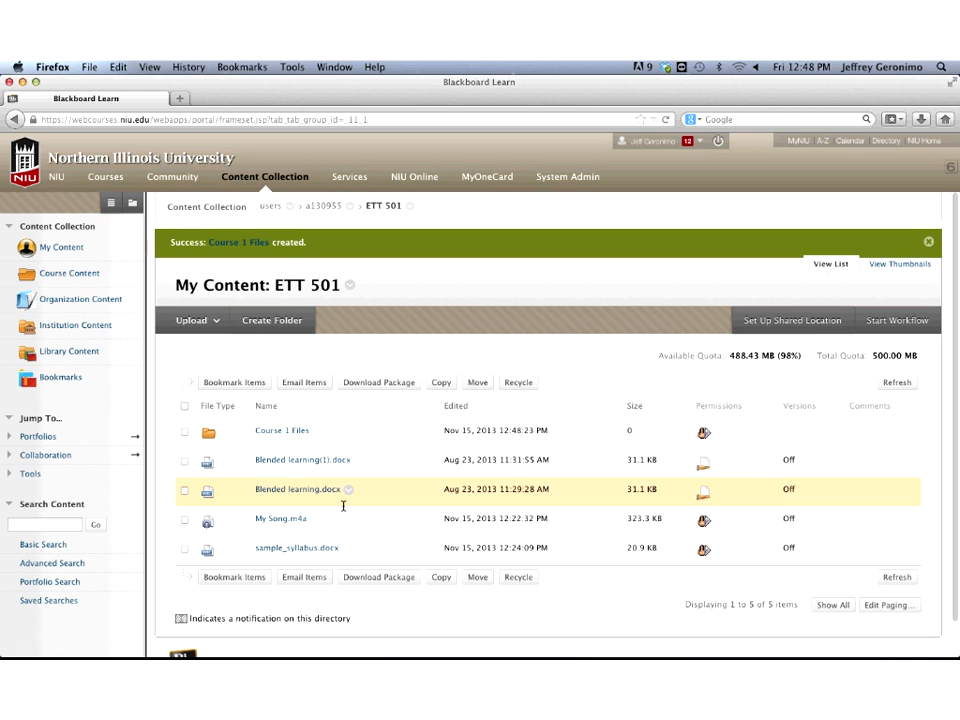 Firefox File Edit View History Bookmarks Tools Window Help 9 Fri 12:48 PM Jeffrey Geronimo
Blackboard Learn
Blackboard Learn +
https://webcourses.niu.edu/webapps/portal/frameset.jsp?tab_tab_group_id=_11_1 Google
Jeff Geronimo 12 MyNIU A-Z Calendar Directory NIU Home
NIU Northern Illinois University
NIU Courses Community Content Collection Services NIU Online MyOneCard System Admin
Content Collection users > a130955 > ETT 501
Success: Course 1 Files created.
View List View Thumbnails
My Content: ETT 501
Upload Create Folder Set Up Shared Location Start Workflow
Available Quota: 488.43 MB (98%) Total Quota: 500.00 MB
Bookmark Items Email Items Download Package Copy Move Recycle Refresh
File Type Name Edited Size Permissions Versions Comments
Course 1 Files Nov 15, 2013 12:48:23 PM 0
Blended learning(1).docx Aug 23, 2013 11:31:55 AM 31.1 KB Off
Blended learning.docx Aug 23, 2013 11:29:28 AM 31.1 KB Off
My Song.m4a Nov 15, 2013 12:22:32 PM 323.3 KB Off
sample_syllabus.docx Nov 15, 2013 12:24:09 PM 20.9 KB Off
Bookmark Items Email Items Download Package Copy Move Recycle Refresh
Displaying 1 to 5 of 5 items Show All Edit Paging...
Indicates a notification on this directory
Content Collection
My Content
Course Content
Organization Content
Institution Content
Library Content
Bookmarks
Jump To...
Portfolios
Collaboration
Tools
Search Content
Go
Basic Search
Advanced Search
Portfolio Search
Saved Searches